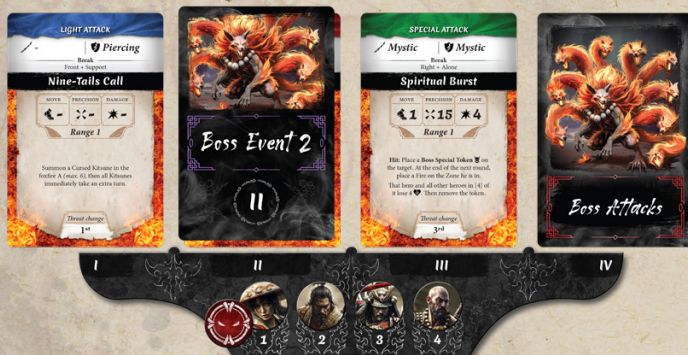 LIGHT ATTACK
- Piercing
Break
Front + Support
Nine-Tails Call
MOVE PRECISION DAMAGE
- - -
Range 1
Summon a Cursed Kitsune in the
foxfire A (max. 6), then all Kitsunes
immediately take an extra turn.
Threat change
1st
Boss Event 2
II
SPECIAL ATTACK
Mystic Mystic
Break
Right + Alone
Spiritual Burst
MOVE PRECISION DAMAGE
1 15 4
Range 1
Hit: Place a Boss Special Token on
the target. At the end of the next round,
place a Fire on the Zone he is in.
That hero and all other heroes in [4] of
it lose 4. Then remove the token.
Threat change
3rd
Boss Attacks
I II III IV
1 2 3 4